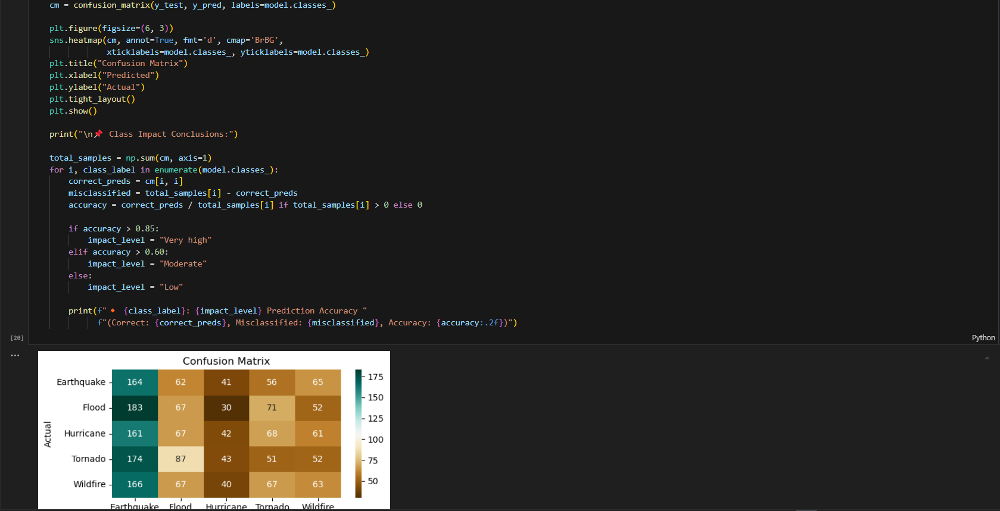 cm = confusion_matrix(y_test, y_pred, labels=model.classes_)
plt.figure(figsize=(6, 3))
sns.heatmap(cm, annot=True, fmt='d', cmap='BrBG',
xticklabels=model.classes_, yticklabels=model.classes_)
plt.title("Confusion Matrix")
plt.xlabel("Predicted")
plt.ylabel("Actual")
plt.tight_layout()
plt.show()
print("\n📌 Class Impact Conclusions:")
total_samples = np.sum(cm, axis=1)
for i, class_label in enumerate(model.classes_):
correct_preds = cm[i, i]
misclassified = total_samples[i] - correct_preds
accuracy = correct_preds / total_samples[i] if total_samples[i] > 0 else 0
if accuracy > 0.85:
impact_level = "Very high"
elif accuracy > 0.60:
impact_level = "Moderate"
else:
impact_level = "Low"
print(f"🔸 {class_label}: {impact_level} Prediction Accuracy "
f"(Correct: {correct_preds}, Misclassified: {misclassified}, Accuracy: {accuracy:.2f})")
[20]
Python
...
Confusion Matrix
Earthquake 164 62 41 56 65
Flood 183 67 30 71 52
Hurricane 161 67 42 68 61
Tornado 174 87 43 51 52
Wildfire 166 67 40 67 63
Actual
175
150
125
100
75
50
Earthquake Flood Hurricane Tornado Wildfire